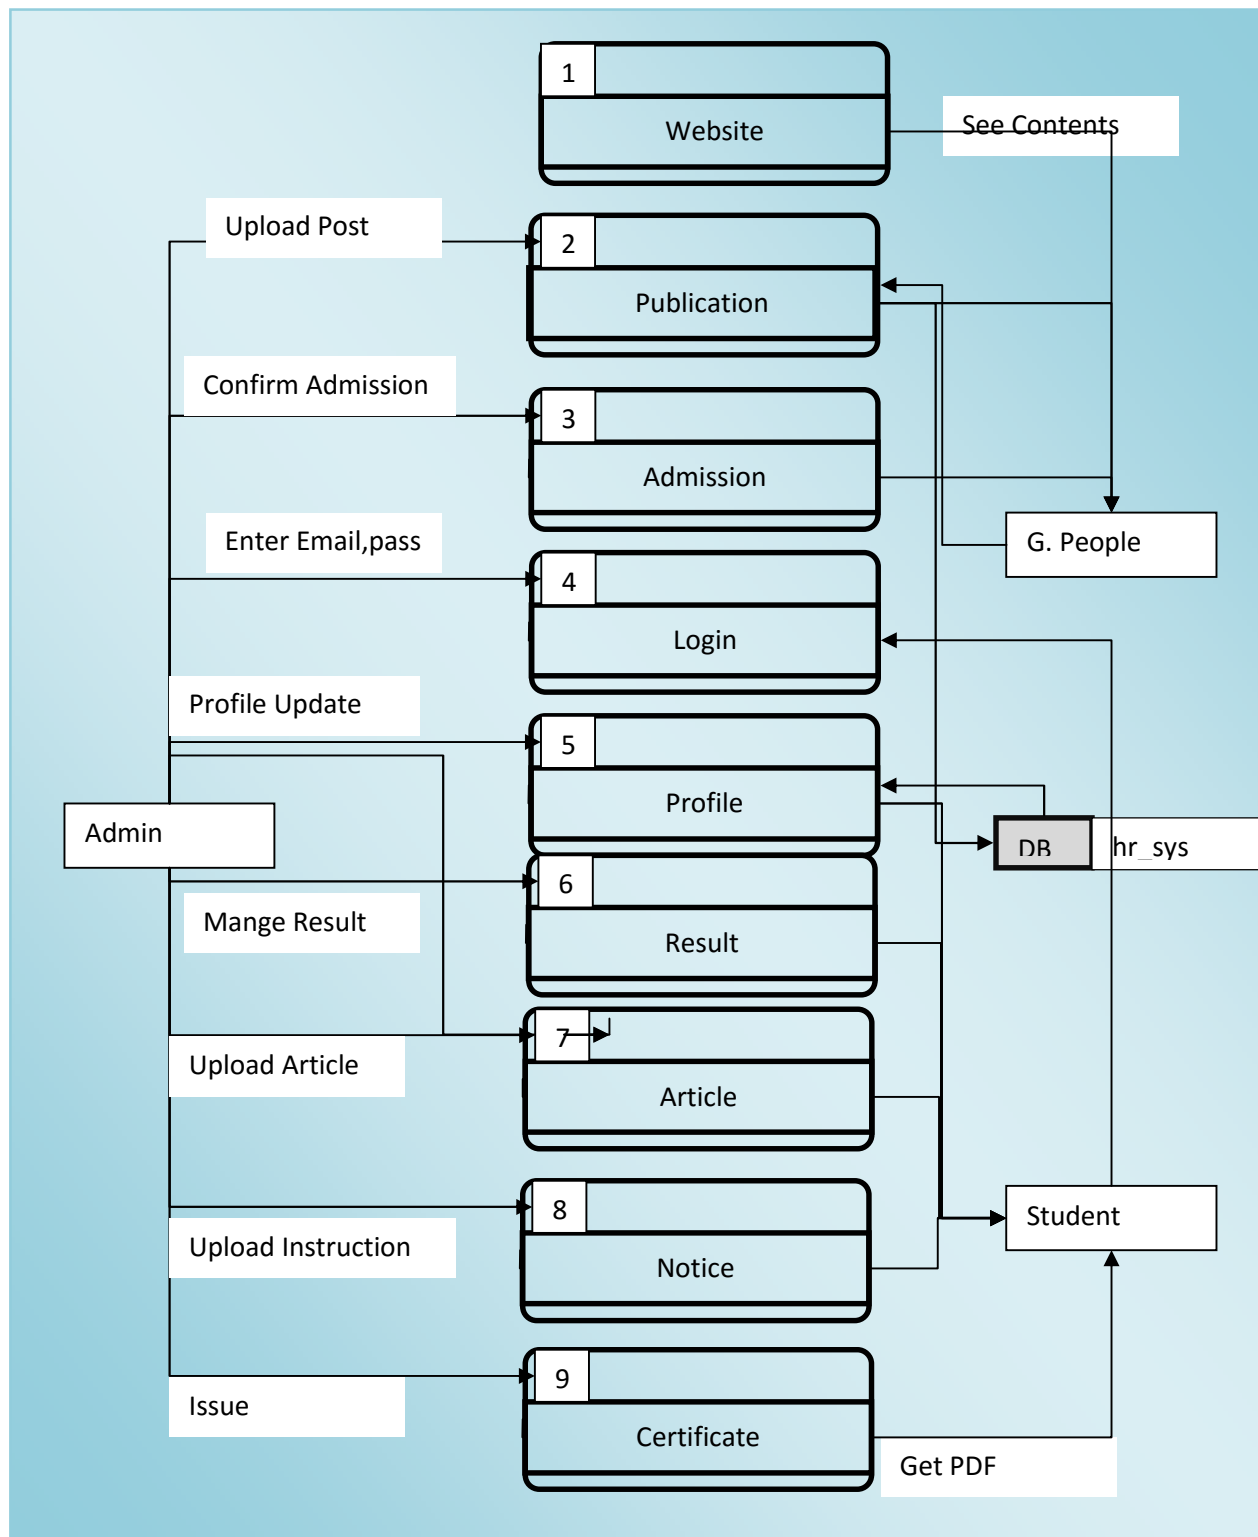 1
Website
See Contents
Upload Post
2
Publication
Confirm Admission
3
Admission
Enter Email,pass
G. People
4
Login
Profile Update
5
Profile
Admin
DB
hr_sys
6
Mange Result
Result
7
Upload Article
Article
8
Student
Upload Instruction
Notice
9
Issue
Certificate
Get PDF